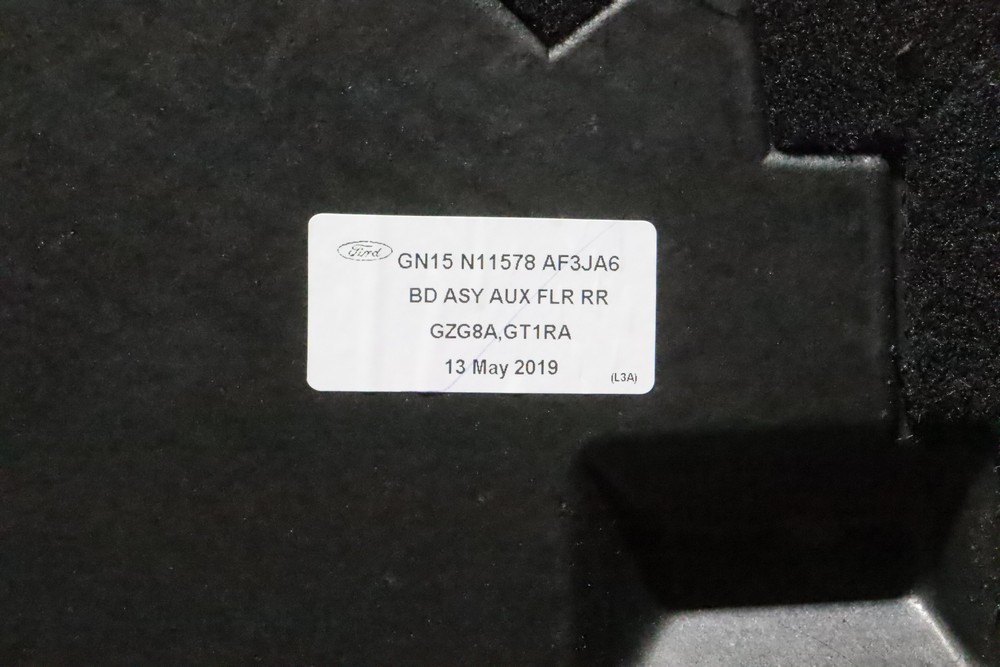 Ford GN15 N11578 AF3JA6
BD ASY AUX FLR RR
GZG8A,GT1RA
13 May 2019
(L3A)